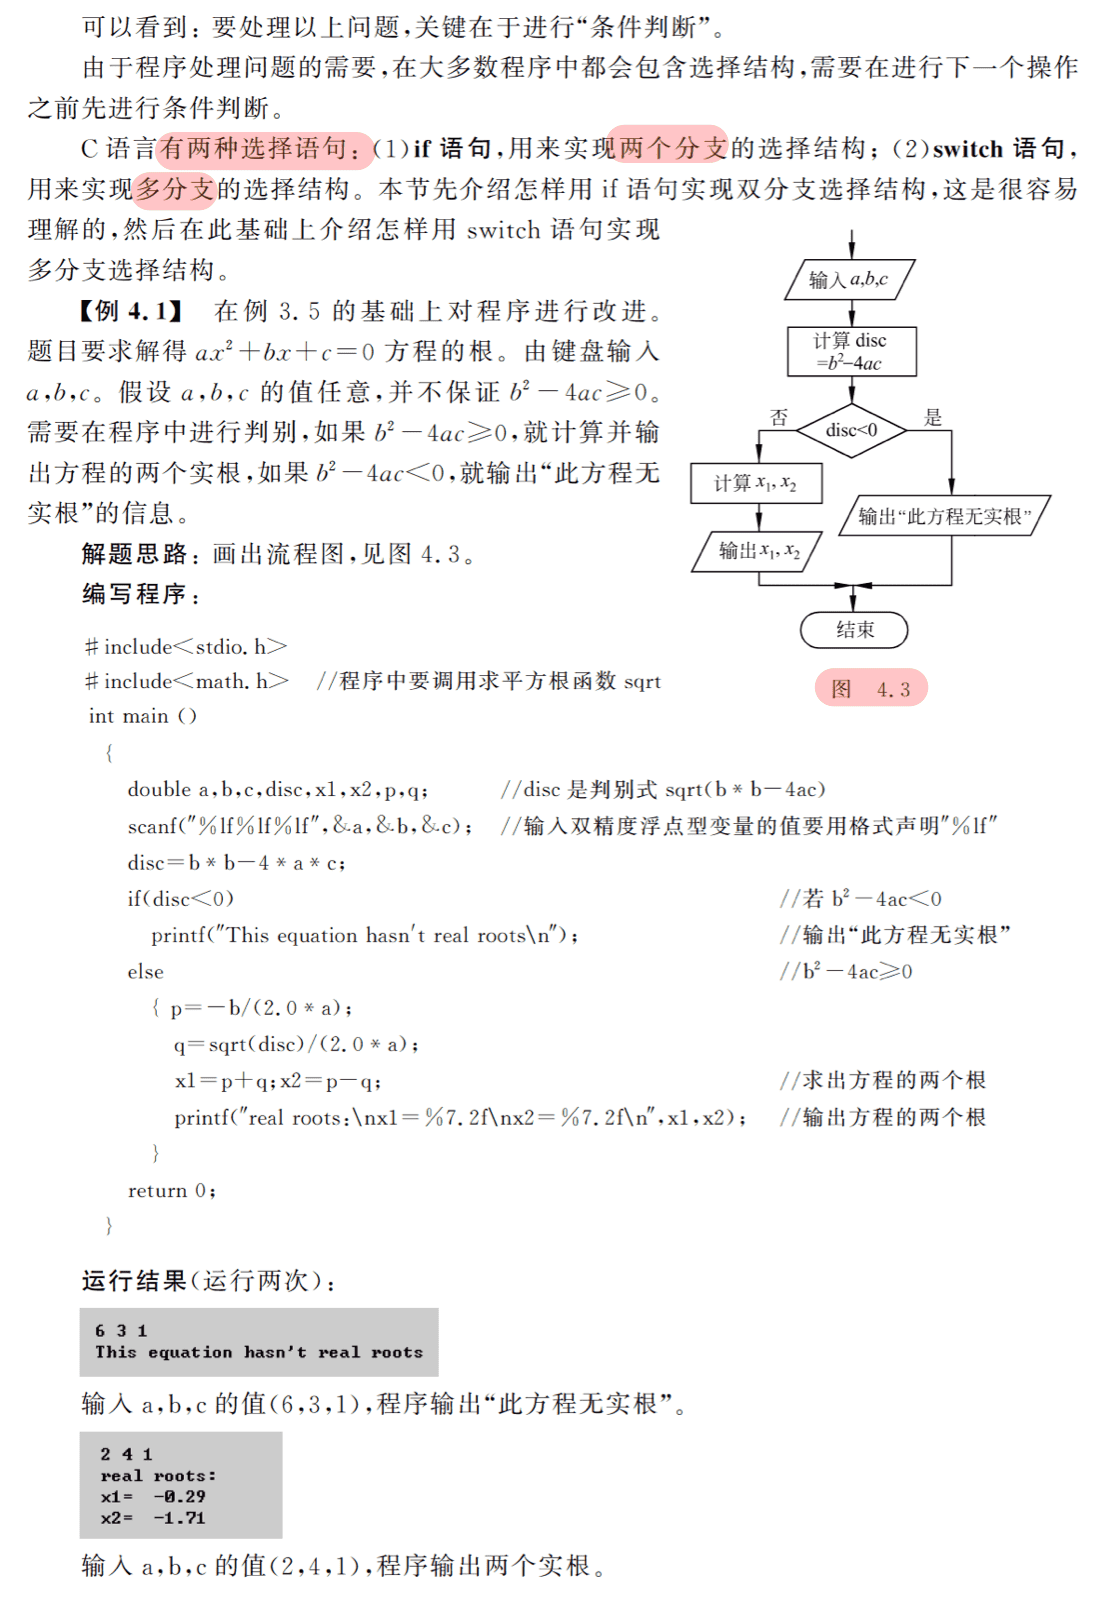 可以看到：要处理以上问题,关键在于进行“条件判断”。
由于程序处理问题的需要,在大多数程序中都会包含选择结构,需要在进行下一个操作
之前先进行条件判断。
C 语言有两种选择语句：(1)if 语句,用来实现两个分支的选择结构；(2)switch 语句,
用来实现多分支的选择结构。本节先介绍怎样用 if 语句实现双分支选择结构,这是很容易
理解的,然后在此基础上介绍怎样用 switch 语句实现
多分支选择结构。
【例 4.1】 在例 3.5 的基础上对程序进行改进。
题目要求解得 ax²+bx+c=0 方程的根。由键盘输入
a,b,c。假设 a,b,c 的值任意,并不保证 b²-4ac≥0。
需要在程序中进行判别,如果 b²-4ac≥0,就计算并输
出方程的两个实根,如果 b²-4ac<0,就输出“此方程无
实根”的信息。
解题思路：画出流程图,见图 4.3。
输入 a,b,c
计算 disc
=b²-4ac
disc<0
否
是
计算 x₁, x₂
输出“此方程无实根”
输出 x₁, x₂
结束
图 4.3
编写程序：
#include<stdio.h>
#include<math.h> //程序中要调用求平方根函数 sqrt
int main ()
{
double a,b,c,disc,x1,x2,p,q; //disc 是判别式 sqrt(b*b-4ac)
scanf("%lf%lf%lf",&a,&b,&c); //输入双精度浮点型变量的值要用格式声明"%lf"
disc=b*b-4*a*c;
if(disc<0) //若 b²-4ac<0
printf("This equation hasn't real roots\n"); //输出“此方程无实根”
else //b²-4ac≥0
{ p=-b/(2.0*a);
q=sqrt(disc)/(2.0*a);
x1=p+q;x2=p-q; //求出方程的两个根
printf("real roots:\nx1=%7.2f\nx2=%7.2f\n",x1,x2); //输出方程的两个根
}
return 0;
}
运行结果(运行两次)：
6 3 1
This equation hasn't real roots
输入 a,b,c 的值(6,3,1),程序输出“此方程无实根”。
2 4 1
real roots:
x1=  -0.29
x2=  -1.71
输入 a,b,c 的值(2,4,1),程序输出两个实根。